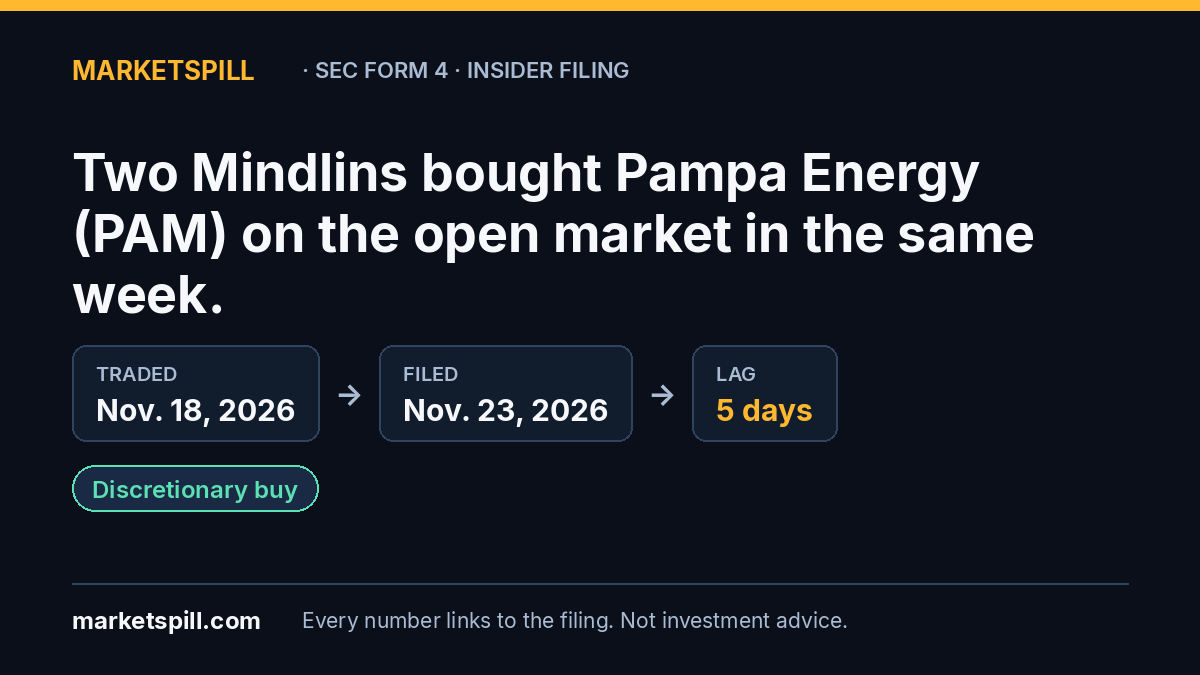 MARKETSPILL · SEC FORM 4 · INSIDER FILING
Two Mindlins bought Pampa Energy
(PAM) on the open market in the same
week.
TRADED
Nov. 18, 2026
→
FILED
Nov. 23, 2026
→
LAG
5 days
Discretionary buy
marketspill.com Every number links to the filing. Not investment advice.